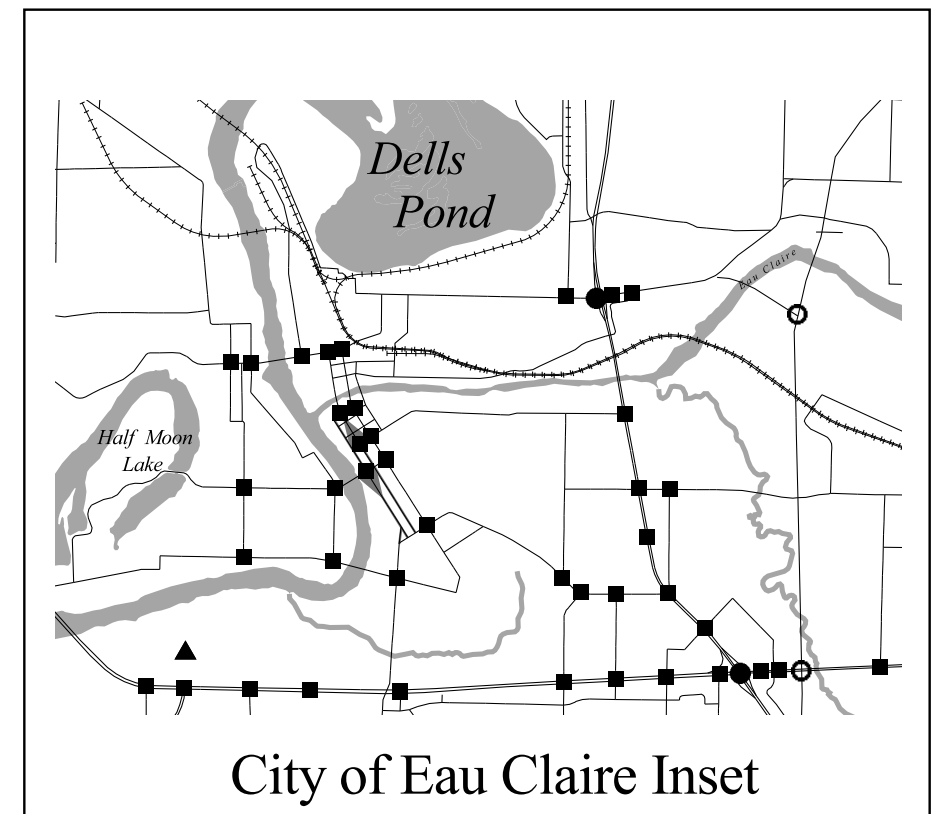 Dells
Pond
Eau Claire
Half Moon
Lake
City of Eau Claire Inset